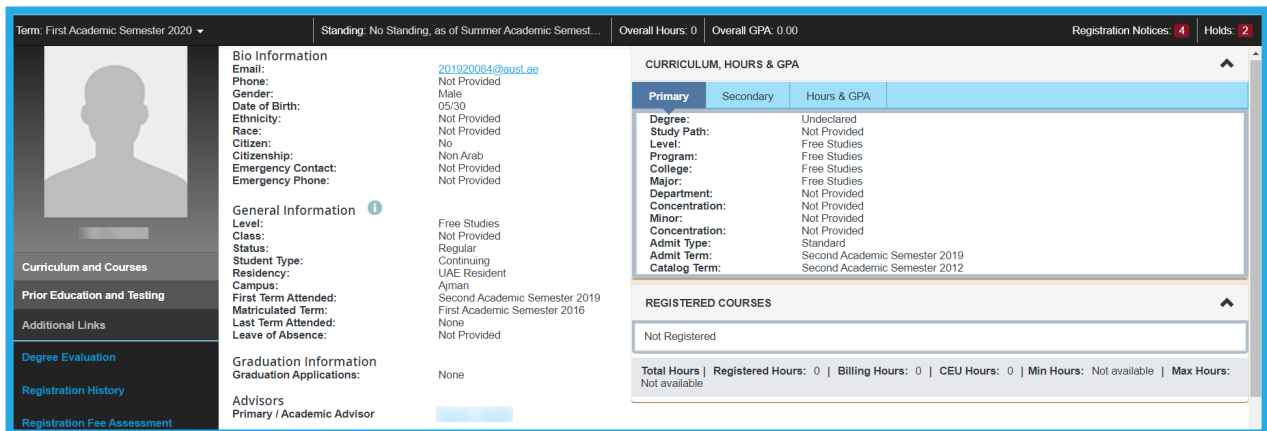 Term: First Academic Semester 2020 Standing: No Standing, as of Summer Academic Semest... Overall Hours: 0 Overall GPA: 0.00 Registration Notices: 4 Holds: 2
Curriculum and Courses
Prior Education and Testing
Additional Links
Degree Evaluation
Registration History
Registration Fee Assessment
Bio Information
Email: 201920084@aust.ae
Phone: Not Provided
Gender: Male
Date of Birth: 05/30
Ethnicity: Not Provided
Race: Not Provided
Citizen: No
Citizenship: Non Arab
Emergency Contact: Not Provided
Emergency Phone: Not Provided
General Information
Level: Free Studies
Class: Not Provided
Status: Regular
Student Type: Continuing
Residency: UAE Resident
Campus: Ajman
First Term Attended: Second Academic Semester 2019
Matriculated Term: First Academic Semester 2016
Last Term Attended: None
Leave of Absence: Not Provided
Graduation Information
Graduation Applications: None
Advisors
Primary / Academic Advisor
CURRICULUM, HOURS & GPA
Primary Secondary Hours & GPA
Degree: Undeclared
Study Path: Not Provided
Level: Free Studies
Program: Free Studies
College: Free Studies
Major: Free Studies
Department: Not Provided
Concentration: Not Provided
Minor: Not Provided
Concentration: Not Provided
Admit Type: Standard
Admit Term: Second Academic Semester 2019
Catalog Term: Second Academic Semester 2012
REGISTERED COURSES
Not Registered
Total Hours | Registered Hours: 0 | Billing Hours: 0 | CEU Hours: 0 | Min Hours: Not available | Max Hours:
Not available